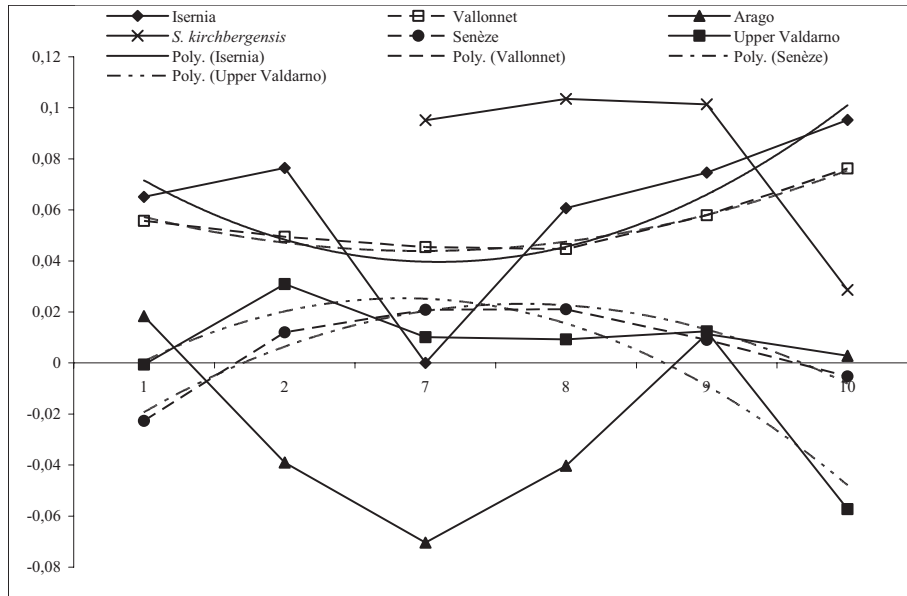 Isernia Vallonnet Arago
S. kirchbergensis Senèze Upper Valdarno
Poly. (Isernia) Poly. (Vallonnet) Poly. (Senèze)
Poly. (Upper Valdarno)
0,12
0,1
0,08
0,06
0,04
0,02
0
-0,02
-0,04
-0,06
-0,08
1 2 7 8 9 10